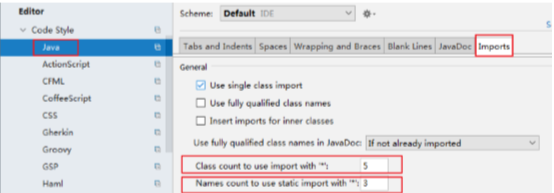 Editor
Code Style
Java
ActionScript
CFML
CoffeeScript
CSS
Gherkin
Groovy
GSP
Haml
Scheme: Default IDE
S
Tabs and Indents Spaces Wrapping and Braces Blank Lines JavaDoc Imports
General
Use single class import
Use fully qualified class names
Insert imports for inner classes
Use fully qualified class names in JavaDoc: If not already imported
Class count to use import with '*': 5
Names count to use static import with '*': 3